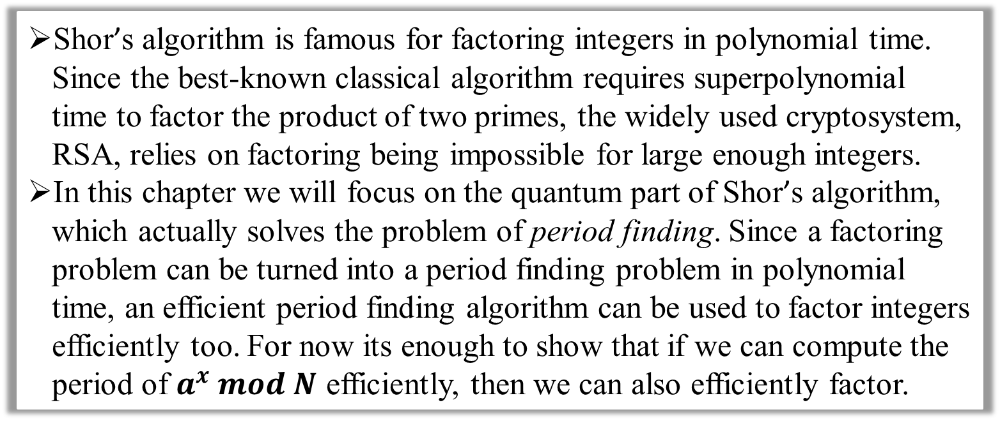 ➢Shor’s algorithm is famous for factoring integers in polynomial time.
Since the best-known classical algorithm requires superpolynomial
time to factor the product of two primes, the widely used cryptosystem,
RSA, relies on factoring being impossible for large enough integers.
➢In this chapter we will focus on the quantum part of Shor’s algorithm,
which actually solves the problem of period finding. Since a factoring
problem can be turned into a period finding problem in polynomial
time, an efficient period finding algorithm can be used to factor integers
efficiently too. For now its enough to show that if we can compute the
period of a^x mod N efficiently, then we can also efficiently factor.